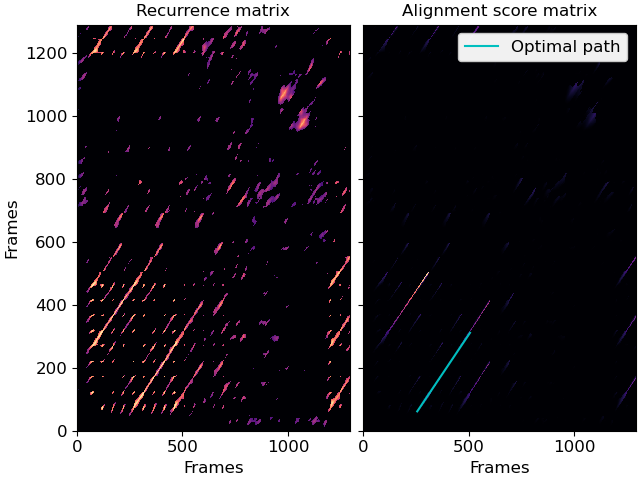 Recurrence matrix
Alignment score matrix
Optimal path
Frames
1200
1000
800
600
400
200
0
0 500 1000
0 500 1000
Frames
Frames